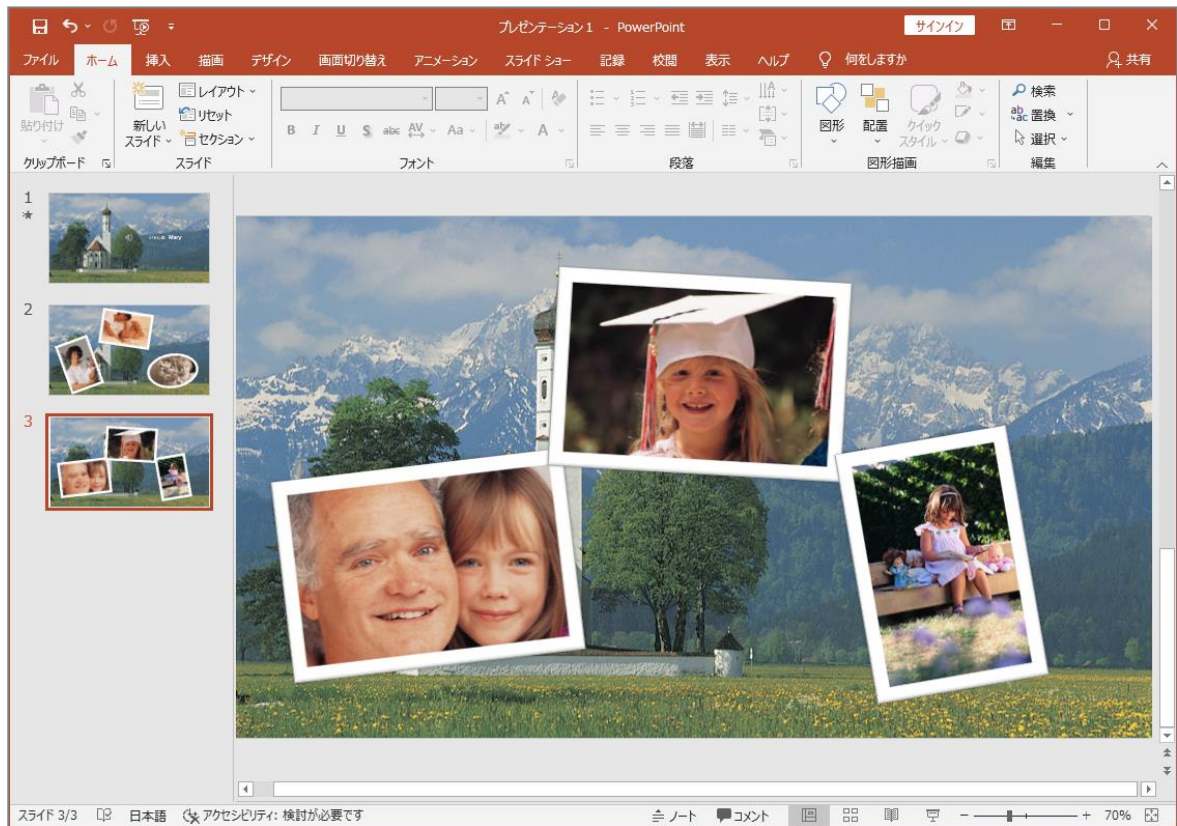 プレゼンテーション1 - PowerPoint
サインイン
ファイル ホーム 挿入 描画 デザイン 画面切り替え アニメーション スライド ショー 記録 校閲 表示 ヘルプ 何をしますか 共有
貼り付け
新しい
スライド
レイアウト
リセット
セクション
B I U S abc AV Aa A
図形
配置
クイック
スタイル
検索
置換
選択
クリップボード スライド フォント 段落 図形描画 編集
1
Mary
2
3
スライド 3/3 日本語 アクセシビリティ: 検討が必要です ノート コメント 70%